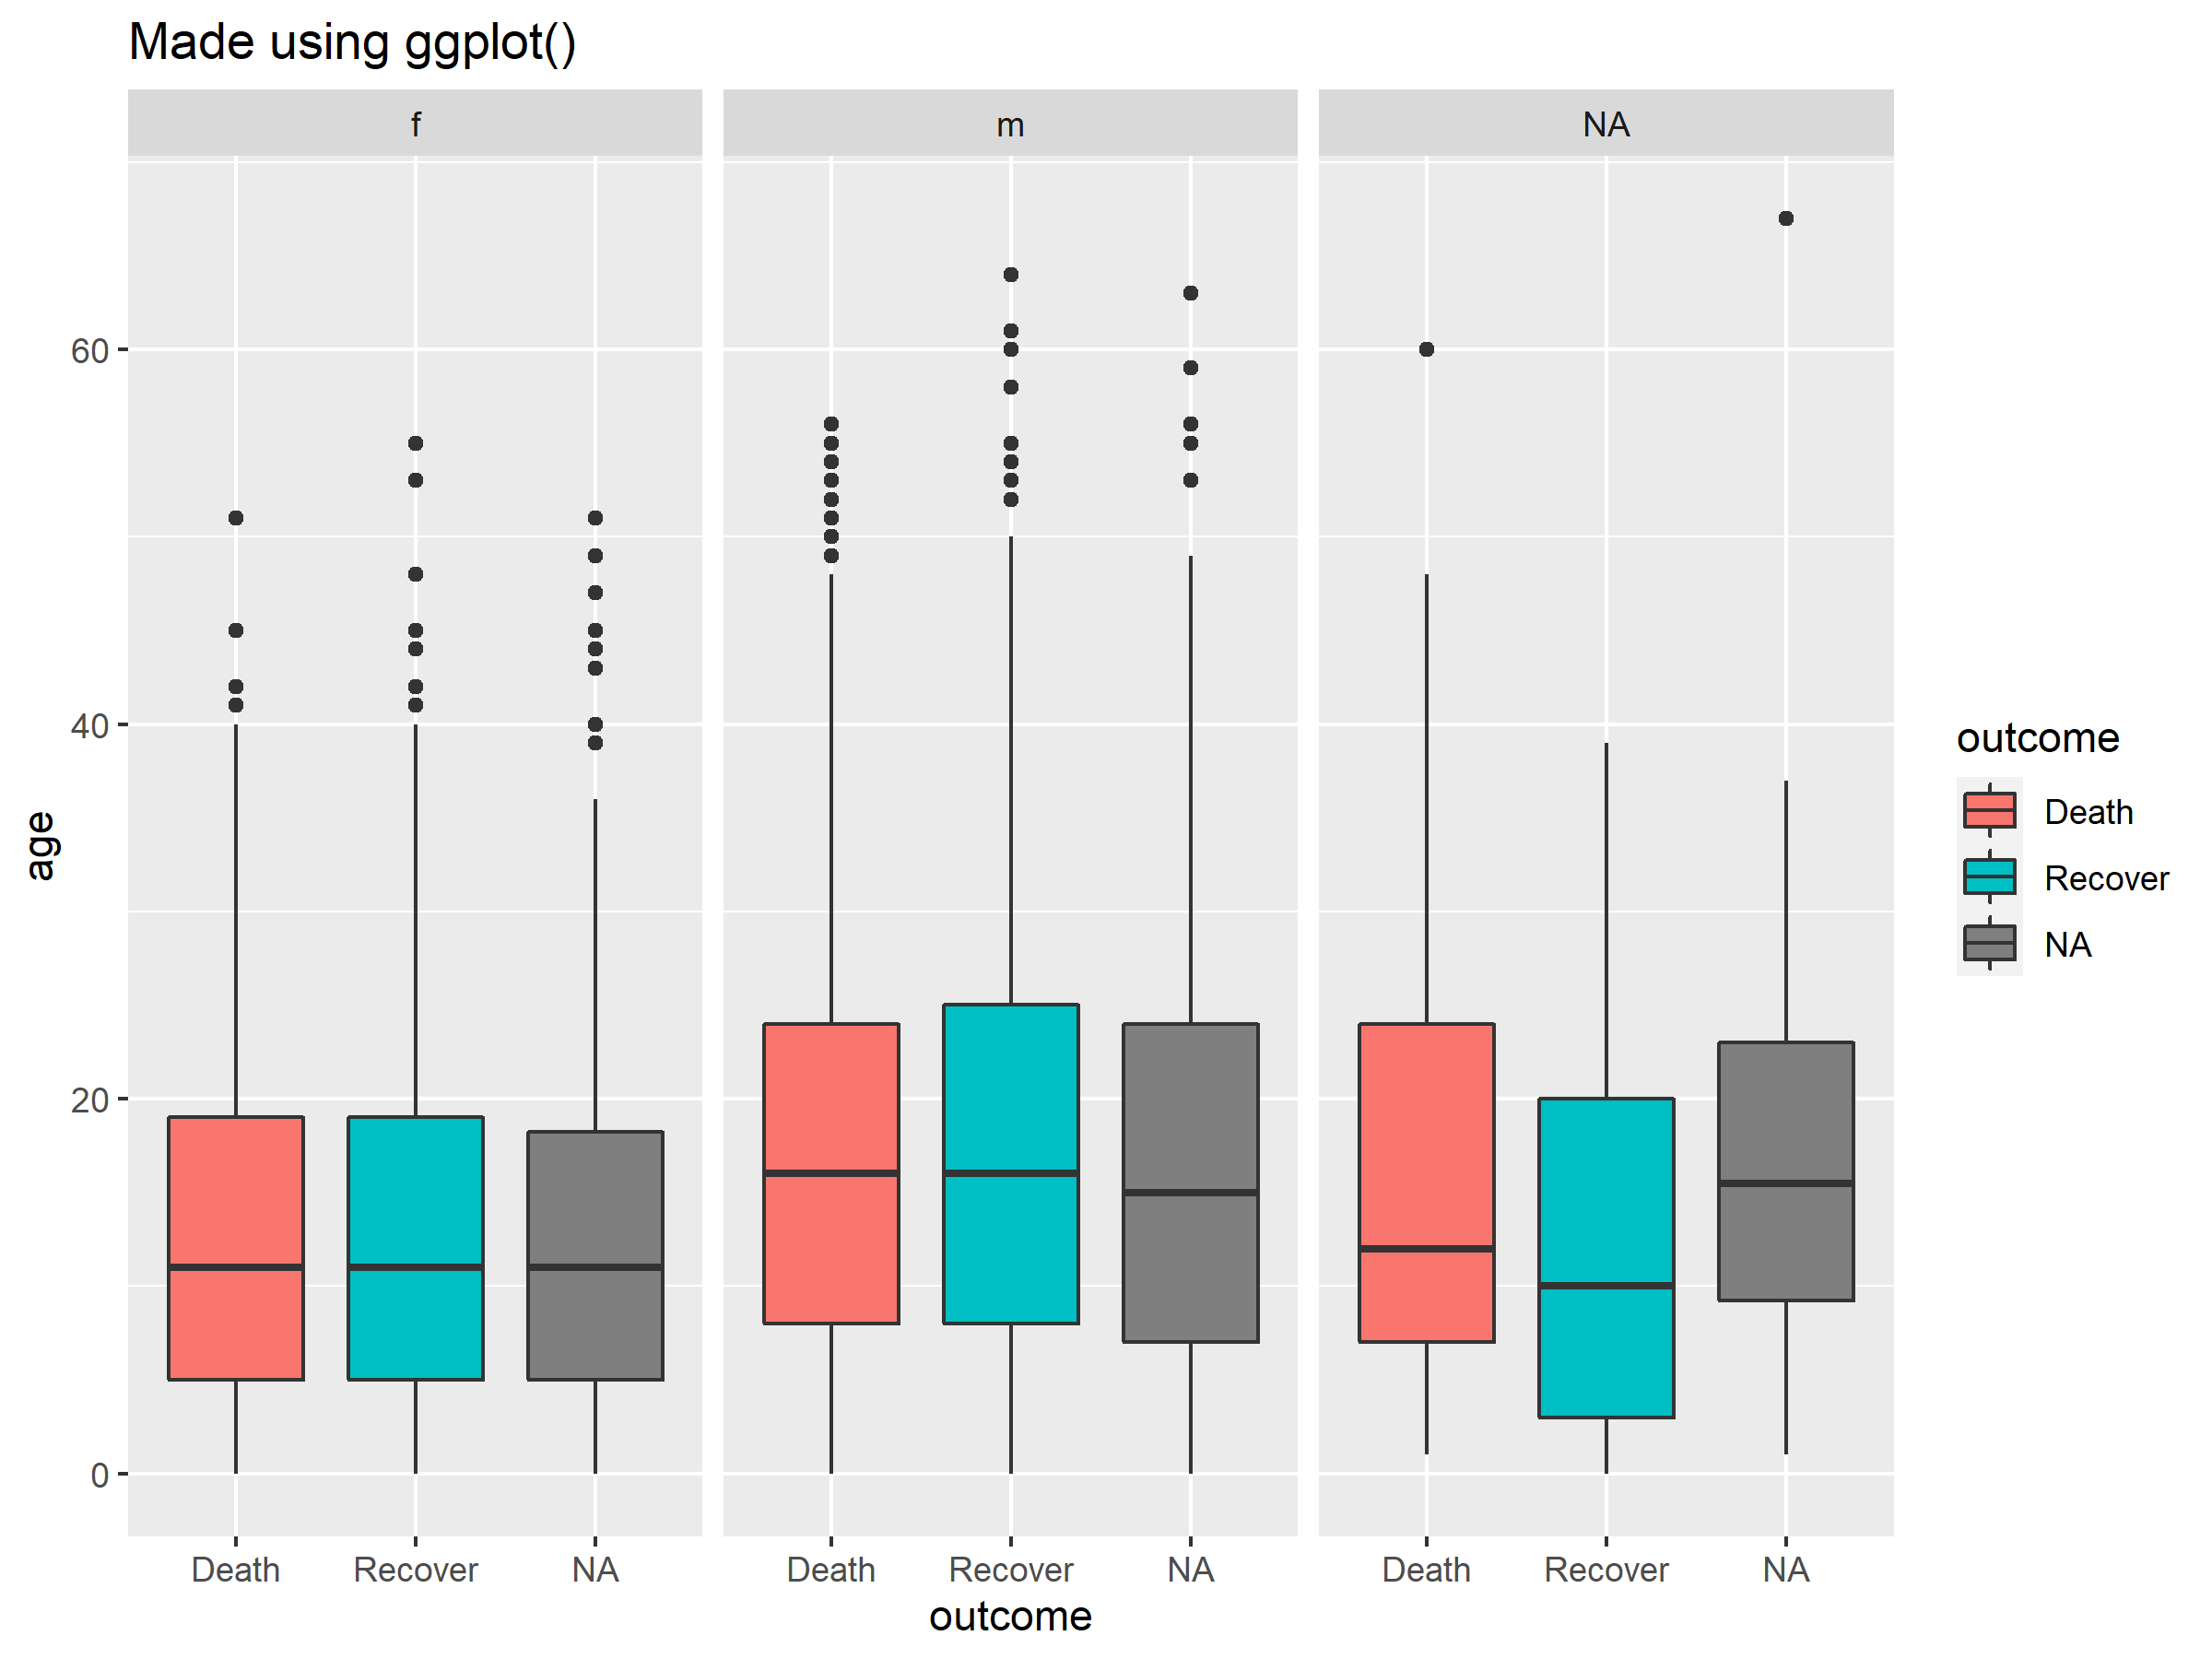 Made using ggplot()
f m NA
60
40
20
0
age
Death Recover NA Death Recover NA Death Recover NA
outcome
outcome
Death
Recover
NA